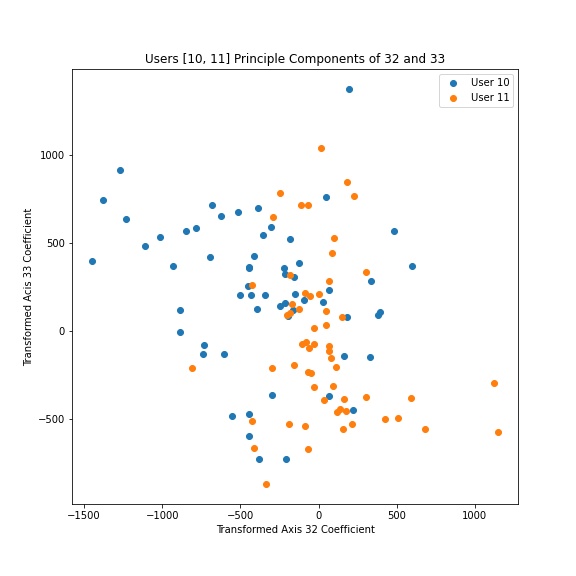 Users [10, 11] Principle Components of 32 and 33
User 10
User 11
Transformed Acis 33 Coefficient
1000
500
0
−500
−1500
−1000
−500
0
500
1000
Transformed Axis 32 Coefficient